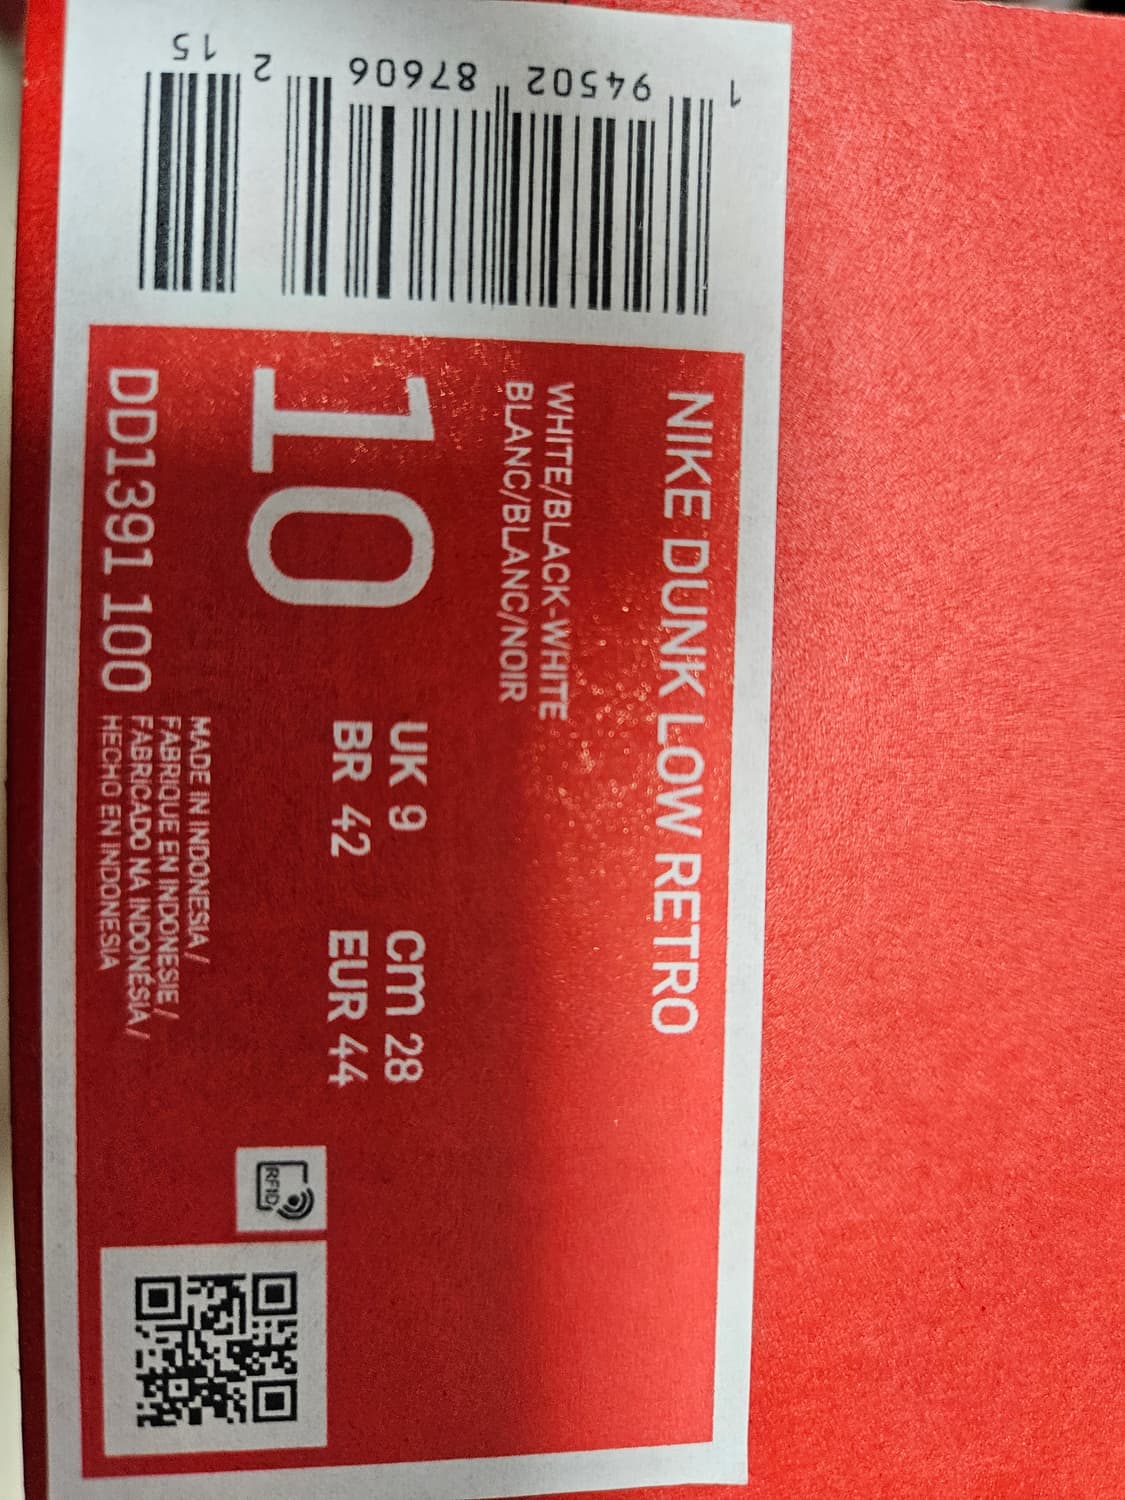 NIKE DUNK LOW RETRO
WHITE/BLACK-WHITE
BLANC/BLANC/NOIR
10
UK 9 cm 28
BR 42 EUR 44
MADE IN INDONESIA/
FABRIQUE EN INDONESIE/
FABRICADO NA INDONÉSIA/
HECHO EN INDONESIA
DD1391 100
RFID
1 94502 87606 2 15